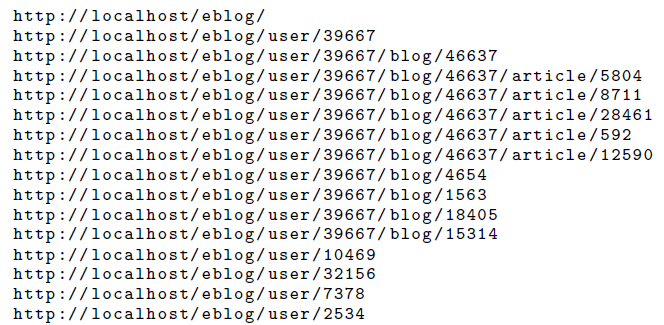 http://localhost/eblog/
http://localhost/eblog/user/39667
http://localhost/eblog/user/39667/blog/46637
http://localhost/eblog/user/39667/blog/46637/article/5804
http://localhost/eblog/user/39667/blog/46637/article/8711
http://localhost/eblog/user/39667/blog/46637/article/28461
http://localhost/eblog/user/39667/blog/46637/article/592
http://localhost/eblog/user/39667/blog/46637/article/12590
http://localhost/eblog/user/39667/blog/4654
http://localhost/eblog/user/39667/blog/1563
http://localhost/eblog/user/39667/blog/18405
http://localhost/eblog/user/39667/blog/15314
http://localhost/eblog/user/10469
http://localhost/eblog/user/32156
http://localhost/eblog/user/7378
http://localhost/eblog/user/2534